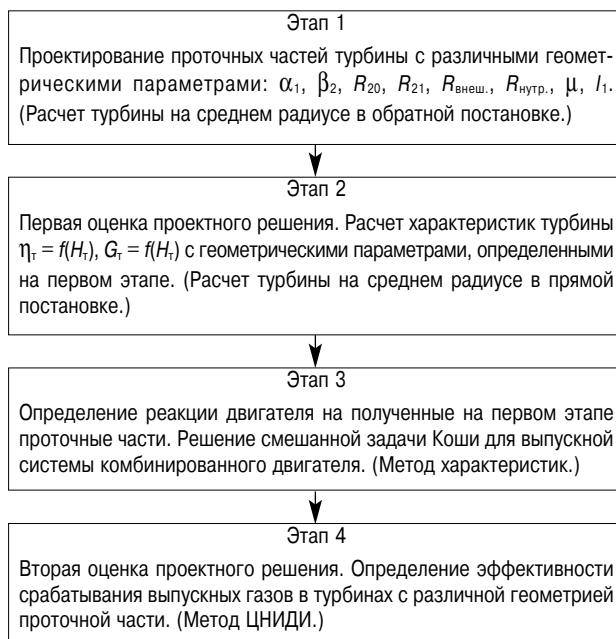 Этап 1
Проектирование проточных частей турбины с различными геомет-
рическими параметрами: α₁, β₂, R₂₀, R₂₁, Rвнеш., Rнутр., μ, l₁.
(Расчет турбины на среднем радиусе в обратной постановке.)
Этап 2
Первая оценка проектного решения. Расчет характеристик турбины
ηт = f(Hт), Gт = f(Hт) с геометрическими параметрами, определенными
на первом этапе. (Расчет турбины на среднем радиусе в прямой
постановке.)
Этап 3
Определение реакции двигателя на полученные на первом этапе
проточные части. Решение смешанной задачи Коши для выпускной
системы комбинированного двигателя. (Метод характеристик.)
Этап 4
Вторая оценка проектного решения. Определение эффективности
срабатывания выпускных газов в турбинах с различной геометрией
проточной части. (Метод ЦНИДИ.)